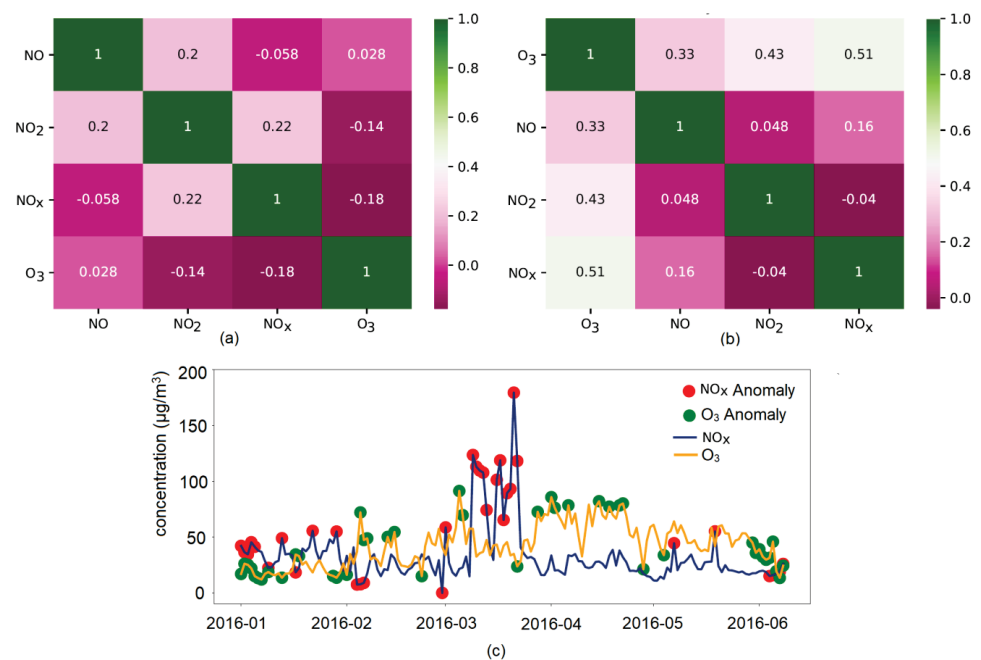 NO 1 0.2 -0.058 0.028
NO2 0.2 1 0.22 -0.14
NOx -0.058 0.22 1 -0.18
O3 0.028 -0.14 -0.18 1
NO NO2 NOx O3
1.0
0.8
0.6
0.4
0.2
0.0
(a)
O3 1 0.33 0.43 0.51
NO 0.33 1 0.048 0.16
NO2 0.43 0.048 1 -0.04
NOx 0.51 0.16 -0.04 1
O3 NO NO2 NOx
1.0
0.8
0.6
0.4
0.2
0.0
(b)
concentration (µg/m³)
200
150
100
50
0
NOx Anomaly
O3 Anomaly
NOx
O3
2016-01 2016-02 2016-03 2016-04 2016-05 2016-06
(c)